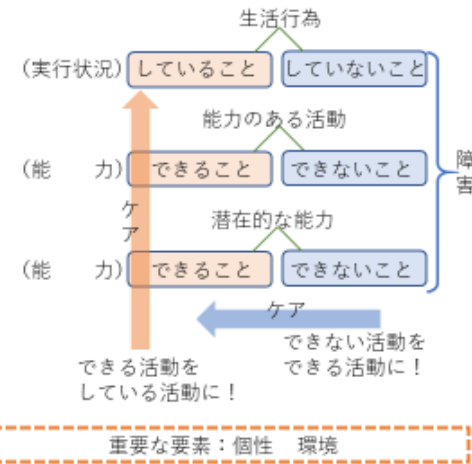 生活行為
（実行状況） していること していないこと
能力のある活動
（能　　力） できること できないこと
障害
ケア
潜在的な能力
（能　　力） できること できないこと
ケア
できる活動を
している活動に！
できない活動を
できる活動に！
重要な要素：個性　環境